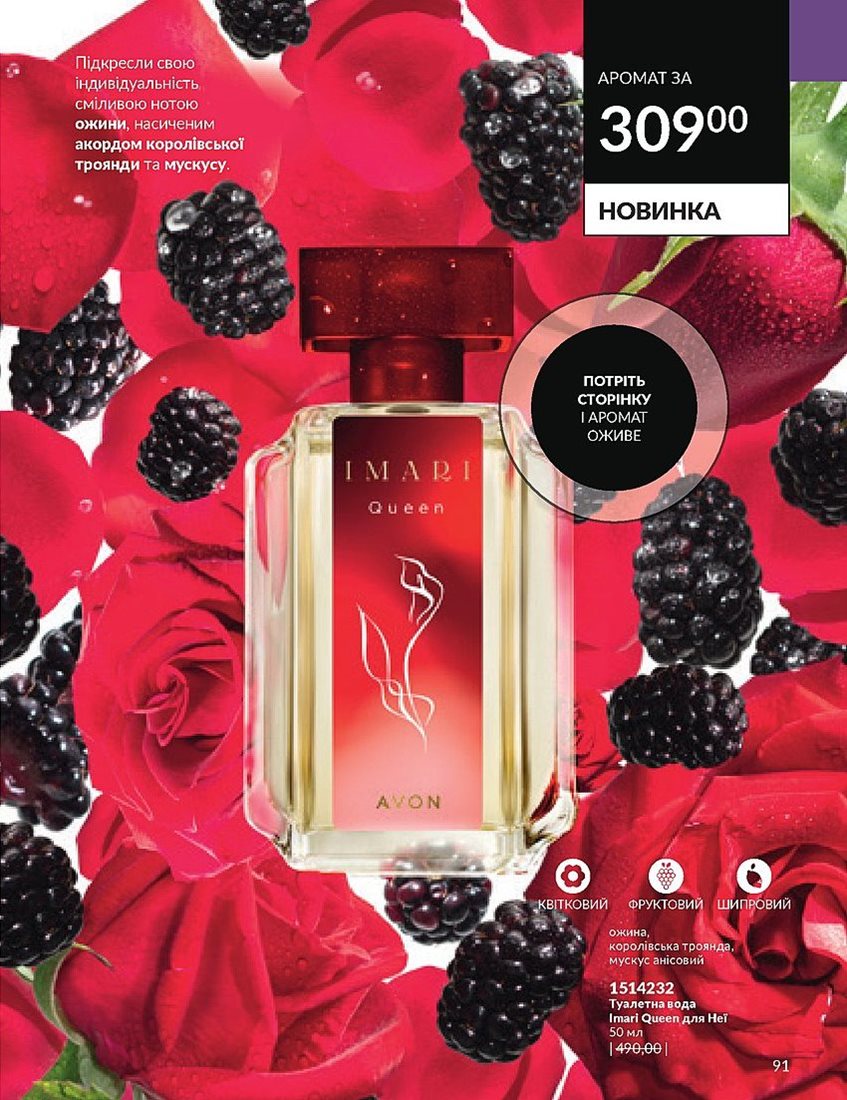 Підкресли свою
індивідуальність
сміливою нотою
ожини, насиченим
акордом королівської
троянди та мускусу.
АРОМАТ ЗА
309⁰⁰
НОВИНКА
ПОТРІТЬ
СТОРІНКУ
І АРОМАТ
ОЖИВЕ
IMARI
Queen
AVON
КВІТКОВИЙ ФРУКТОВИЙ ШИПРОВИЙ
ожина,
королівська троянда,
мускус анісовий
1514232
Туалетна вода
Imari Queen для Неї
50 мл
| 490,00 |
91